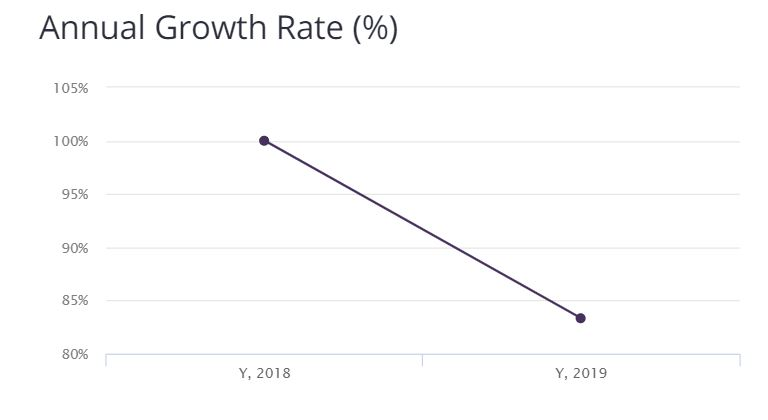 Annual Growth Rate (%)
105%
100%
95%
90%
85%
80%
Y, 2018
Y, 2019